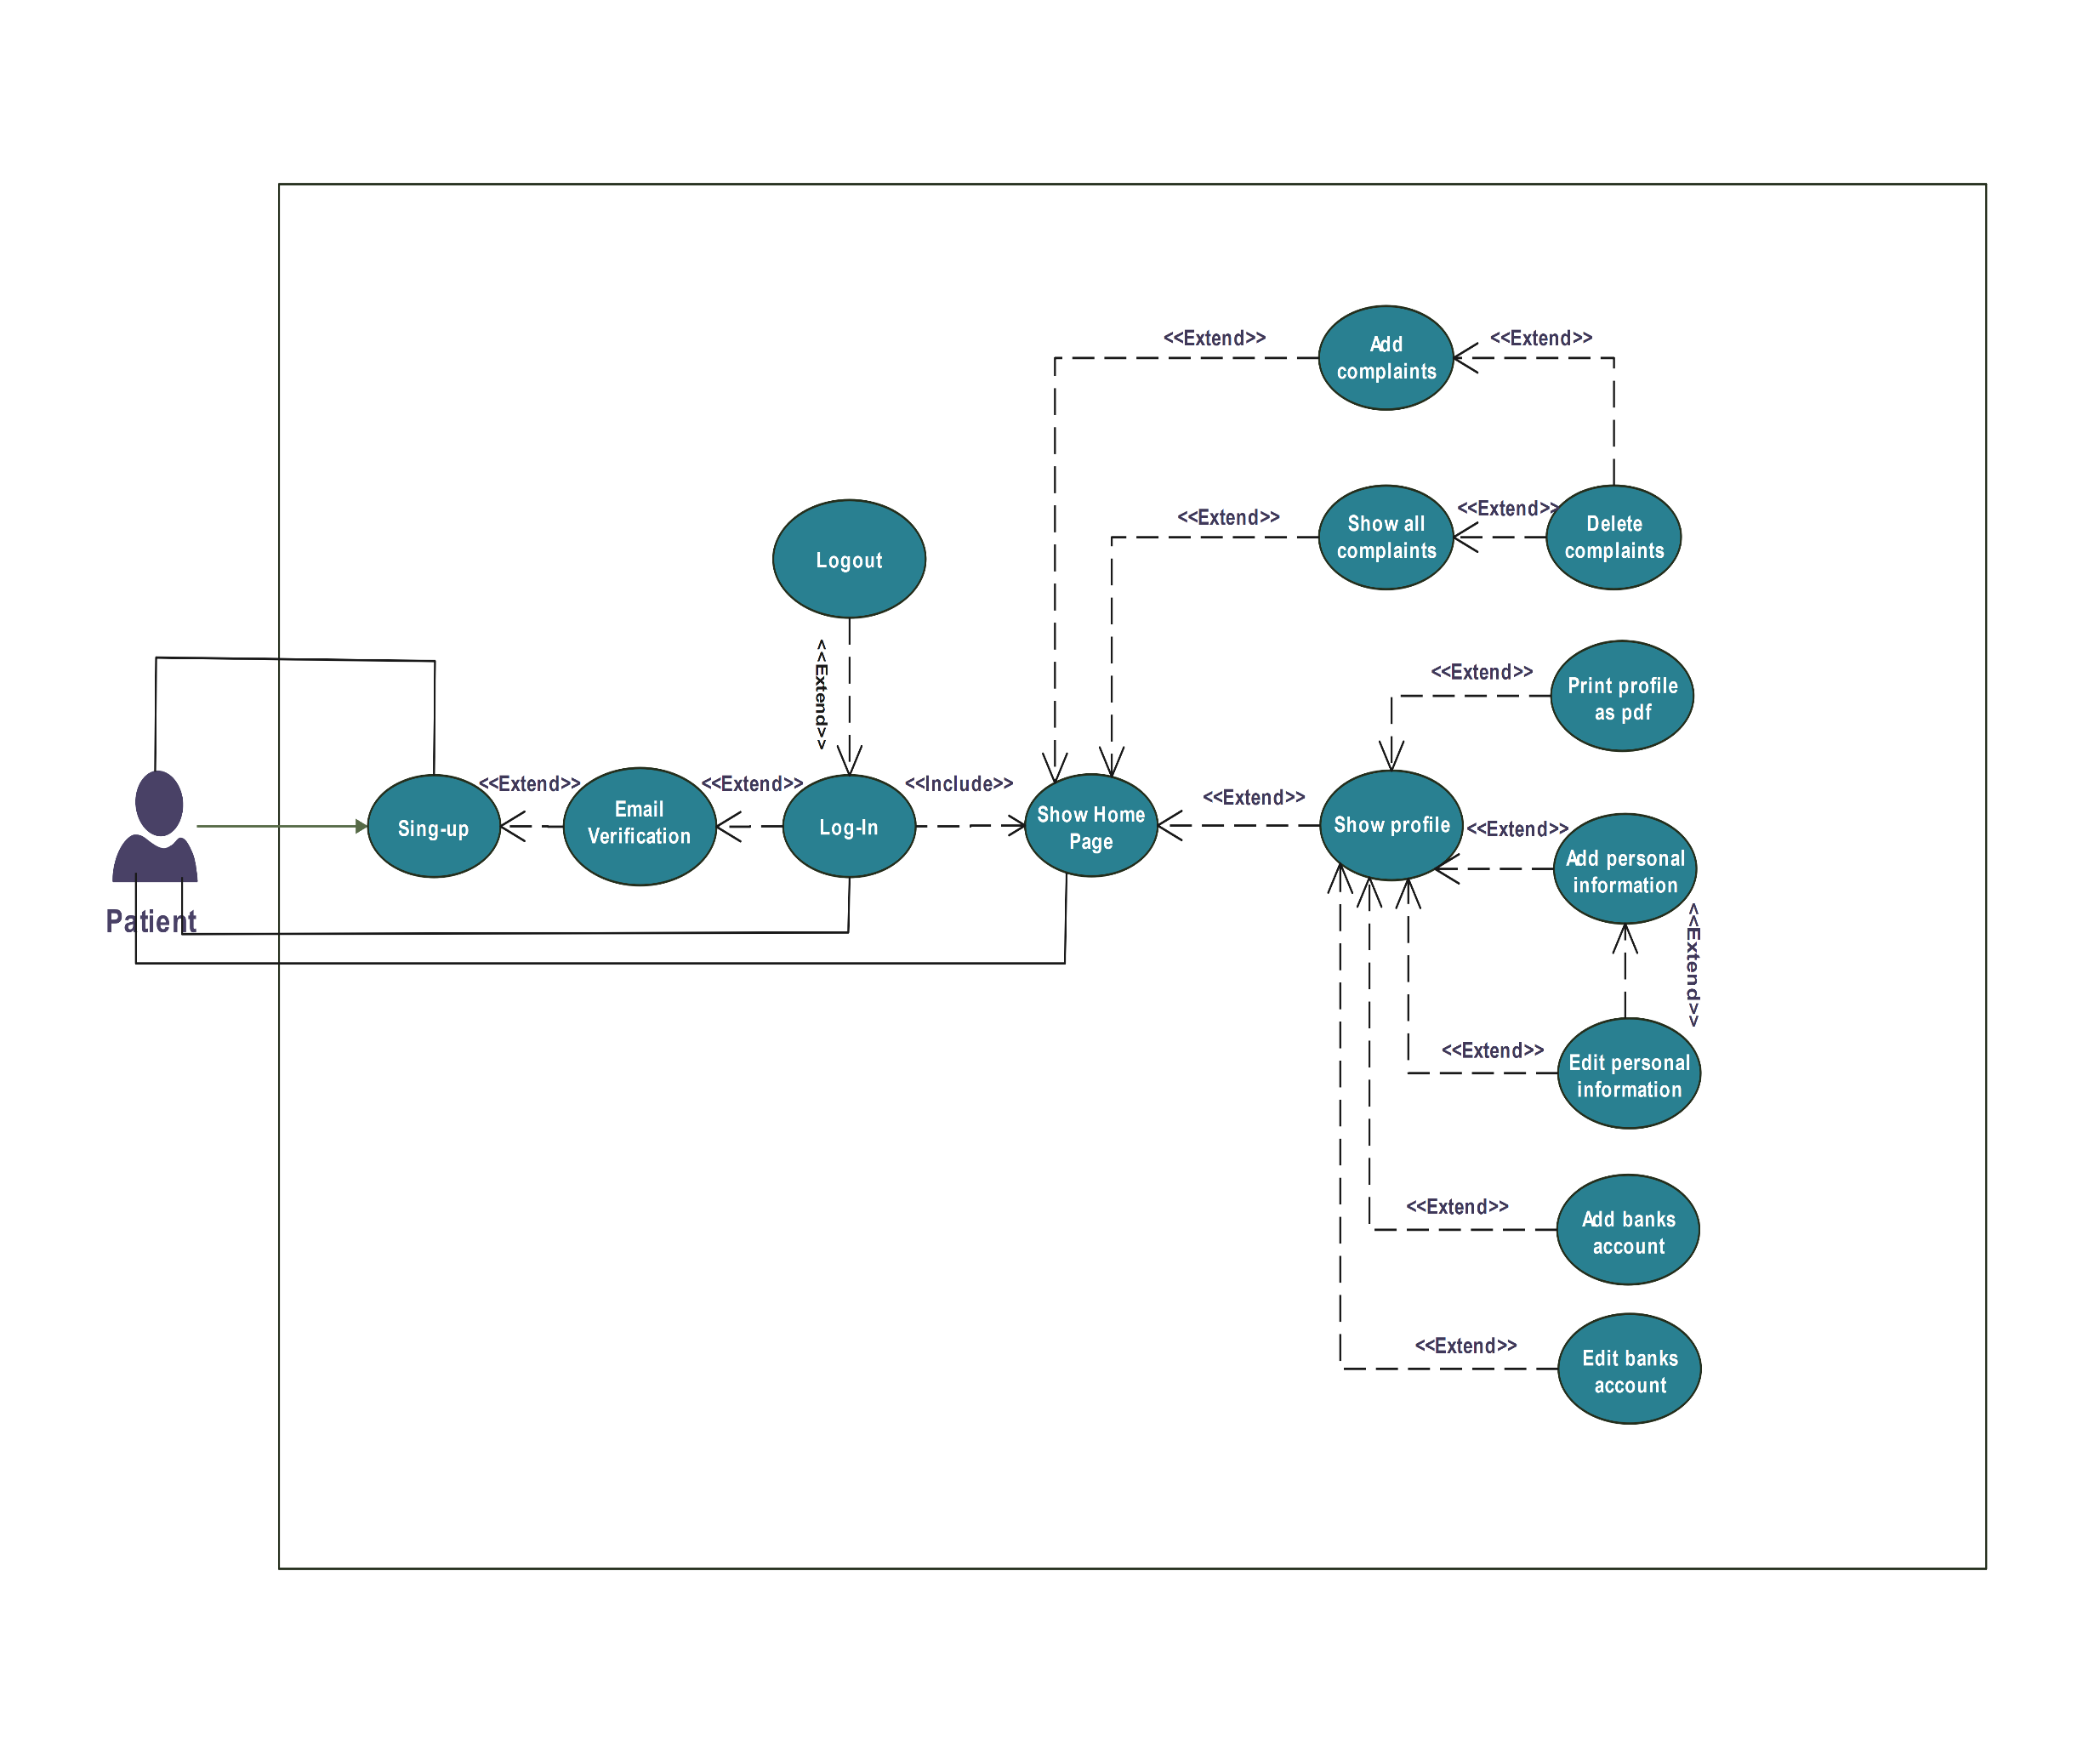 <<Extend>>
Add
complaints
<<Extend>>
<<Extend>>
Show all
complaints
<<Extend>>
Delete
complaints
Logout
<<Extend>>
<<Extend>>
Print profile
as pdf
Patient
Sing-up
<<Extend>>
Email
Verification
<<Extend>>
Log-In
<<Include>>
Show Home
Page
<<Extend>>
Show profile
<<Extend>>
Add personal
information
<<Extend>>
<<Extend>>
Edit personal
information
<<Extend>>
Add banks
account
<<Extend>>
Edit banks
account